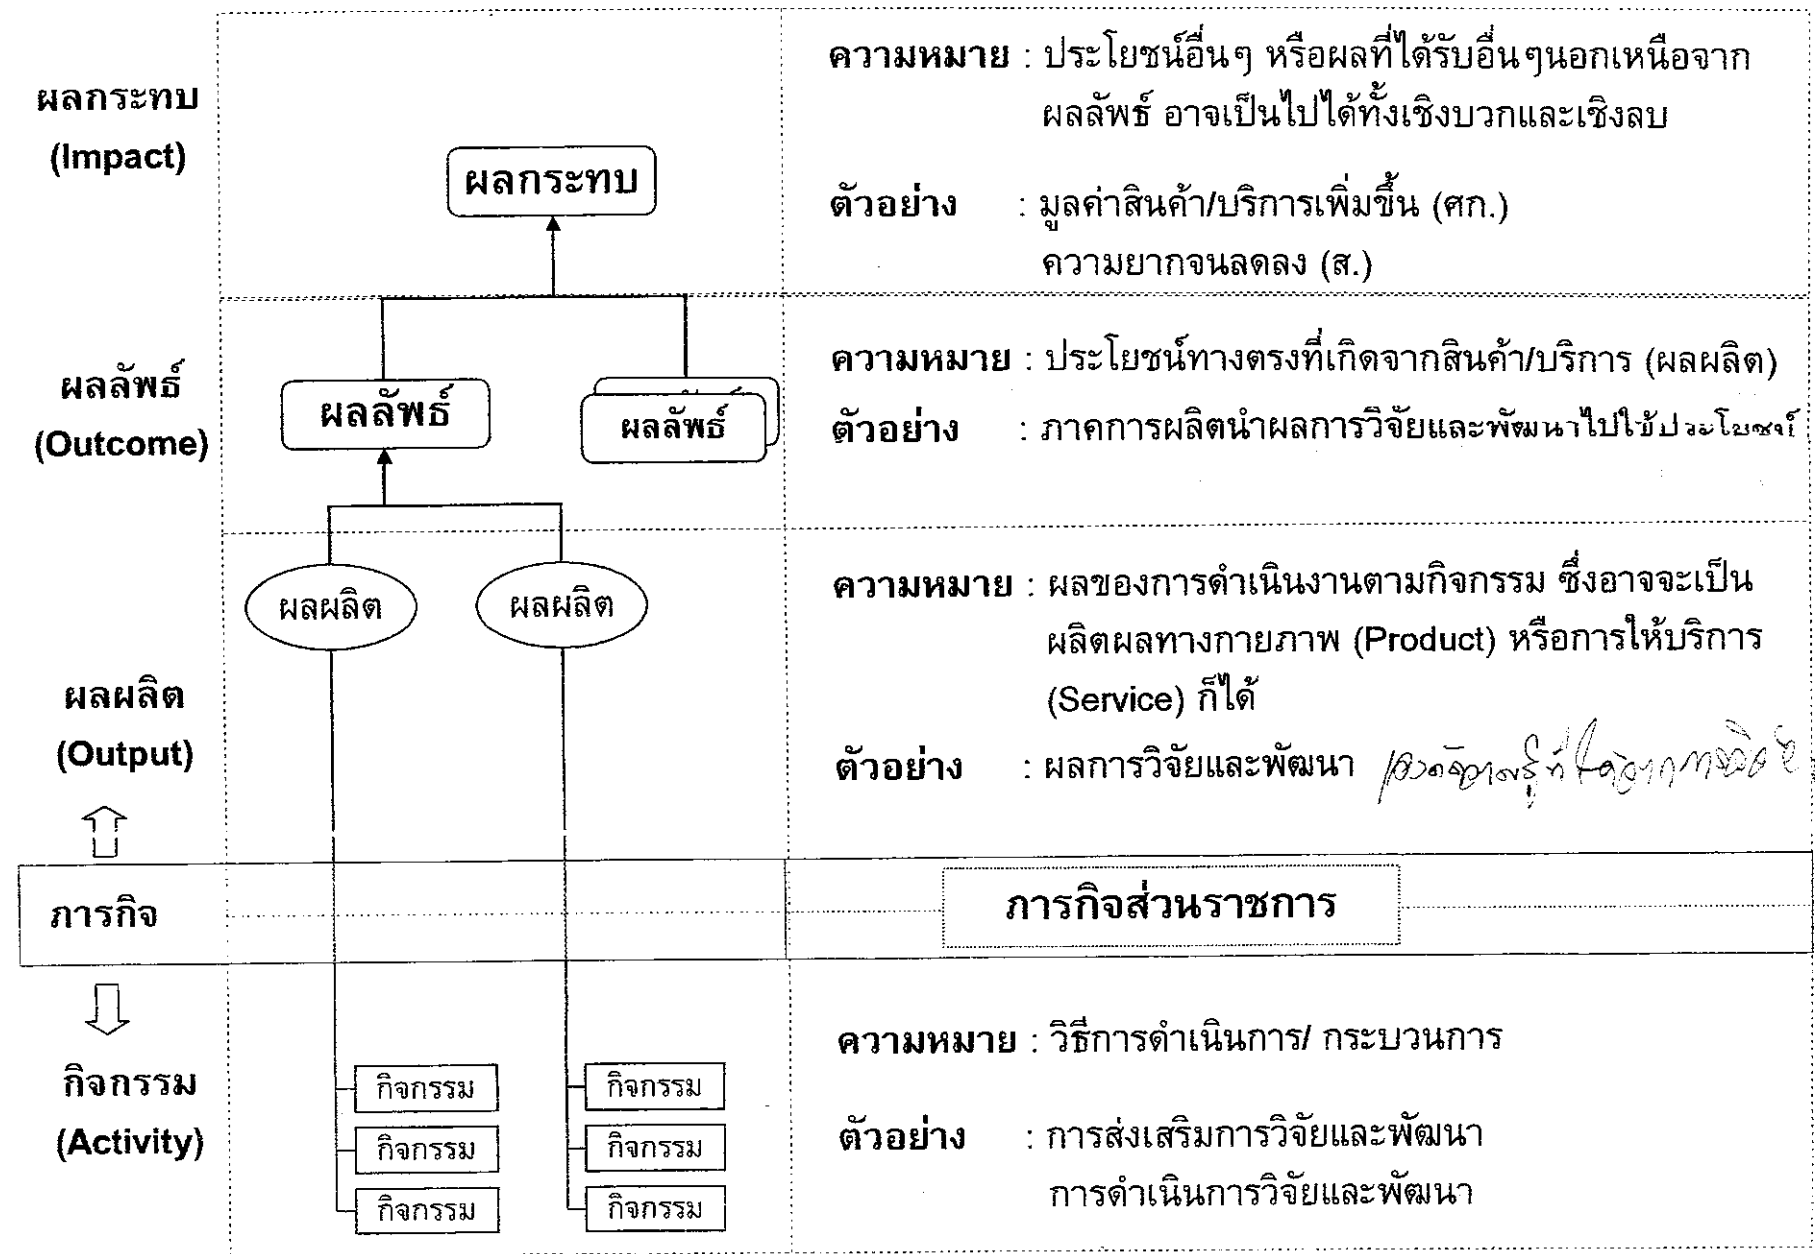 ผลกระทบ
(Impact)
ผลกระทบ
ความหมาย : ประโยชน์อื่นๆ หรือผลที่ได้รับอื่นๆนอกเหนือจาก
ผลลัพธ์ อาจเป็นไปได้ทั้งเชิงบวกและเชิงลบ
ตัวอย่าง : มูลค่าสินค้า/บริการเพิ่มขึ้น (ศก.)
ความยากจนลดลง (ส.)
ผลลัพธ์
(Outcome)
ผลลัพธ์
ผลลัพธ์
ความหมาย : ประโยชน์ทางตรงที่เกิดจากสินค้า/บริการ (ผลผลิต)
ตัวอย่าง : ภาคการผลิตนำผลการวิจัยและพัฒนาไปใช้ประโยชน์
ผลผลิต
(Output)
ผลผลิต
ผลผลิต
ความหมาย : ผลของการดำเนินงานตามกิจกรรม ซึ่งอาจจะเป็น
ผลิตผลทางกายภาพ (Product) หรือการให้บริการ
(Service) ก็ได้
ตัวอย่าง : ผลการวิจัยและพัฒนา
ภารกิจ
ภารกิจส่วนราชการ
กิจกรรม
(Activity)
กิจกรรม
กิจกรรม
กิจกรรม
กิจกรรม
กิจกรรม
กิจกรรม
ความหมาย : วิธีการดำเนินการ/ กระบวนการ
ตัวอย่าง : การส่งเสริมการวิจัยและพัฒนา
การดำเนินการวิจัยและพัฒนา